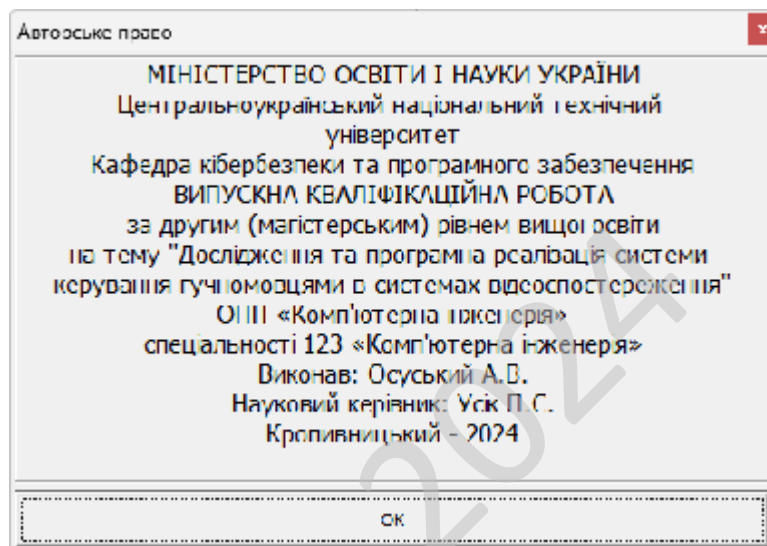 Авторське право
x
МІНІСТЕРСТВО ОСВІТИ І НАУКИ УКРАЇНИ
Центральноукраїнський національний технічний
університет
Кафедра кібербезпеки та програмного забезпечення
ВИПУСКНА КВАЛІФІКАЦІЙНА РОБОТА
за другим (магістерським) рівнем вищої освіти
на тему "Дослідження та програмна реалізація системи
керування гучномовцями в системах відеоспостереження"
ОПП «Комп'ютерна інженерія»
спеціальності 123 «Комп'ютерна інженерія»
Виконав: Осуський А.В.
Науковий керівник: Усік П.С.
Кропивницький - 2024
ОК
2024